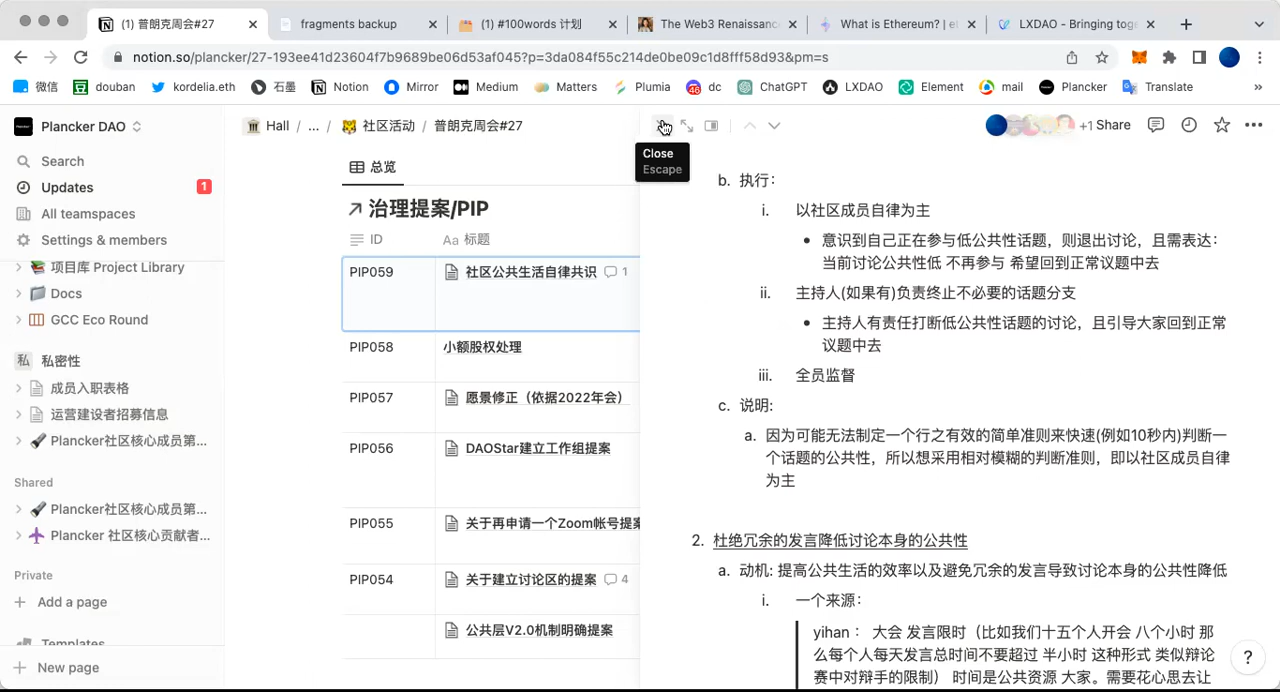 (1) 普朗克周会#27
fragments backup
(1) #100words 计划
The Web3 Renaissanc
What is Ethereum? | et
LXDAO - Bringing toge
notion.so/plancker/27-193ee41d23604f7b9689be06d53af045?p=3da084f55c214de0be09c1d8fff58d93&pm=s
微信
douban
kordelia.eth
石墨
Notion
Mirror
Medium
Matters
Plumia
46
dc
ChatGPT
LXDAO
Element
mail
Plancker
Translate
»
Plancker DAO
Hall / ... / 社区活动 / 普朗克周会#27
+1 Share
Close
Escape
Search
Updates 1
All teamspaces
Settings & members
项目库 Project Library
Docs
GCC Eco Round
私 私密性
成员入职表格
运营建设者招募信息
Plancker社区核心成员第...
Shared
Plancker社区核心成员第...
Plancker 社区核心贡献者...
Private
Add a page
Templates
New page
总览
治理提案/PIP
ID
Aa 标题
PIP059
社区公共生活自律共识 1
PIP058
小额股权处理
PIP057
愿景修正（依据2022年会）
PIP056
DAOStar建立工作组提案
PIP055
关于再申请一个Zoom帐号提案
PIP054
关于建立讨论区的提案 4
公共层V2.0机制明确提案
b. 执行：
i. 以社区成员自律为主
• 意识到自己正在参与低公共性话题，则退出讨论，且需表达：
当前讨论公共性低 不再参与 希望回到正常议题中去
ii. 主持人(如果有)负责终止不必要的话题分支
• 主持人有责任打断低公共性话题的讨论，且引导大家回到正常
议题中去
iii. 全员监督
c. 说明:
a. 因为可能无法制定一个行之有效的简单准则来快速(例如10秒内)判断一
个话题的公共性，所以想采用相对模糊的判断准则，即以社区成员自律
为主
2. 杜绝冗余的发言降低讨论本身的公共性
a. 动机: 提高公共生活的效率以及避免冗余的发言导致讨论本身的公共性降低
i. 一个来源：
yihan： 大会 发言限时（比如我们十五个人开会 八个小时 那
么每个人每天发言总时间不要超过 半小时 这种形式 类似辩论
赛中对辩手的限制） 时间是公共资源 大家。需要花心思去让
?